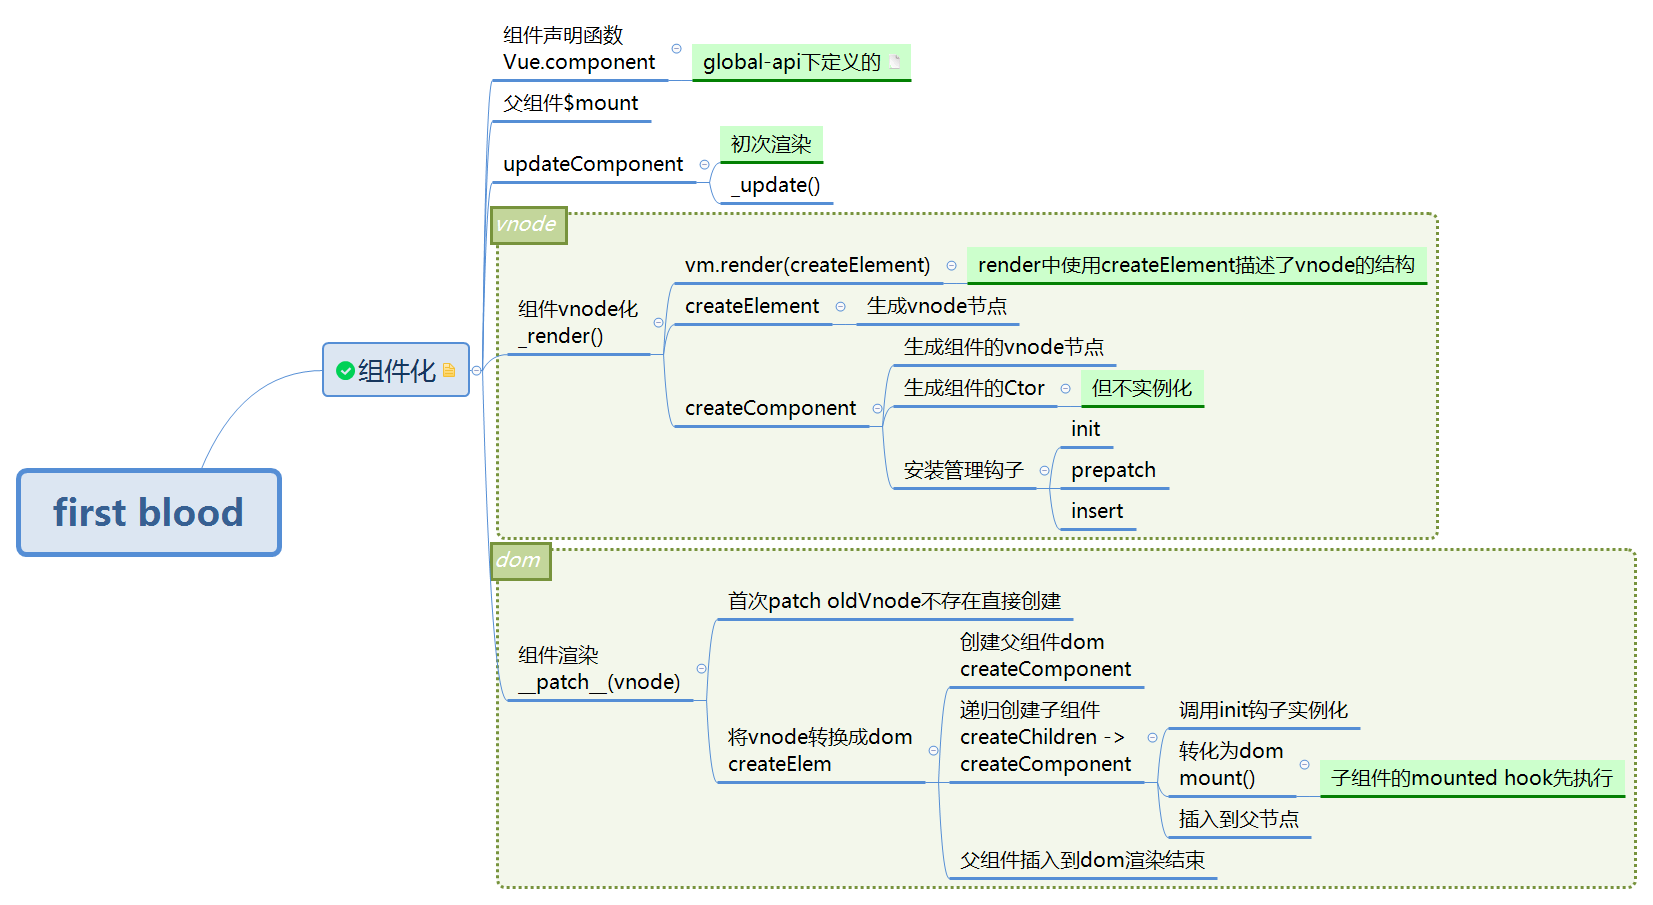 first blood
组件化
组件声明函数
Vue.component
global-api下定义的
父组件$mount
updateComponent
初次渲染
_update()
vnode
组件vnode化
_render()
vm.render(createElement)
render中使用createElement描述了vnode的结构
createElement
生成vnode节点
createComponent
生成组件的vnode节点
生成组件的Ctor
但不实例化
安装管理钩子
init
prepatch
insert
dom
组件渲染
__patch__(vnode)
首次patch oldVnode不存在直接创建
将vnode转换成dom
createElem
创建父组件dom
createComponent
递归创建子组件
createChildren ->
createComponent
调用init钩子实例化
转化为dom
mount()
子组件的mounted hook先执行
插入到父节点
父组件插入到dom渲染结束